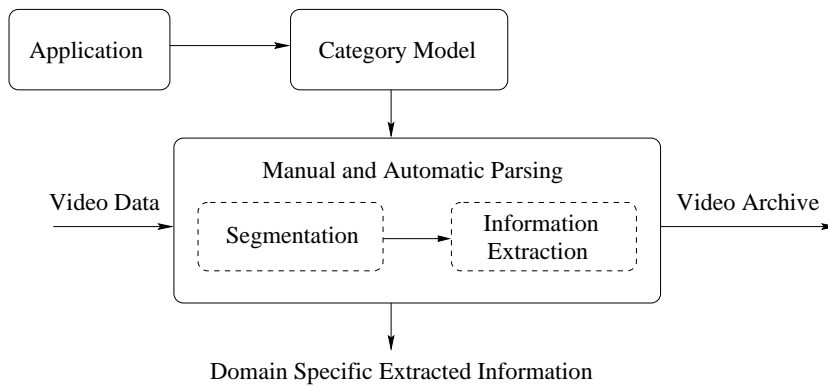 Application
Category Model
Manual and Automatic Parsing
Video Data
Segmentation
Information
Extraction
Video Archive
Domain Specific Extracted Information